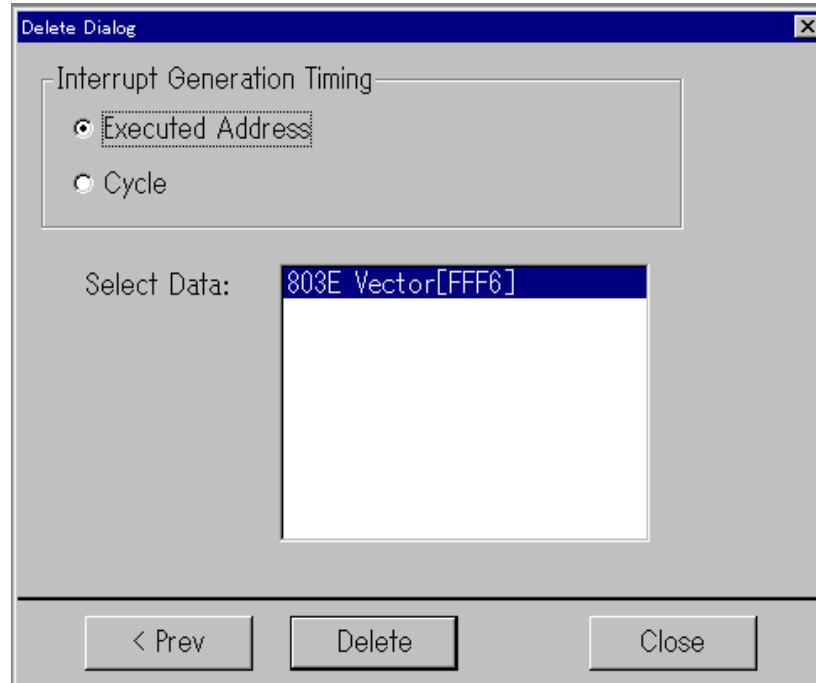 Delete Dialog
Interrupt Generation Timing
Executed Address
Cycle
Select Data:
803E Vector[FFF6]
< Prev
Delete
Close